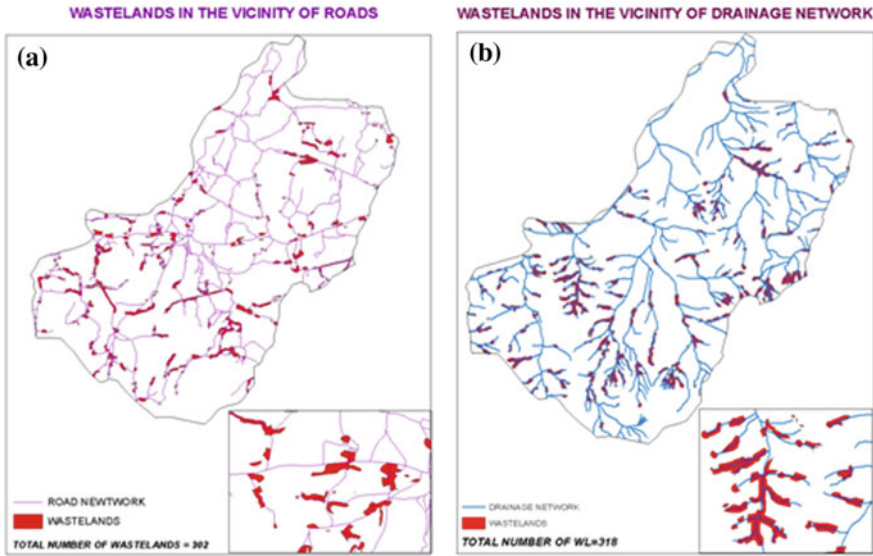 WASTELANDS IN THE VICINITY OF ROADS
(a)
ROAD NEWTWORK
WASTELANDS
TOTAL NUMBER OF WASTELANDS = 302
WASTELANDS IN THE VICINITY OF DRAINAGE NETWORK
(b)
DRAINAGE NETWORK
WASTELANDS
TOTAL NUMBER OF WL=318